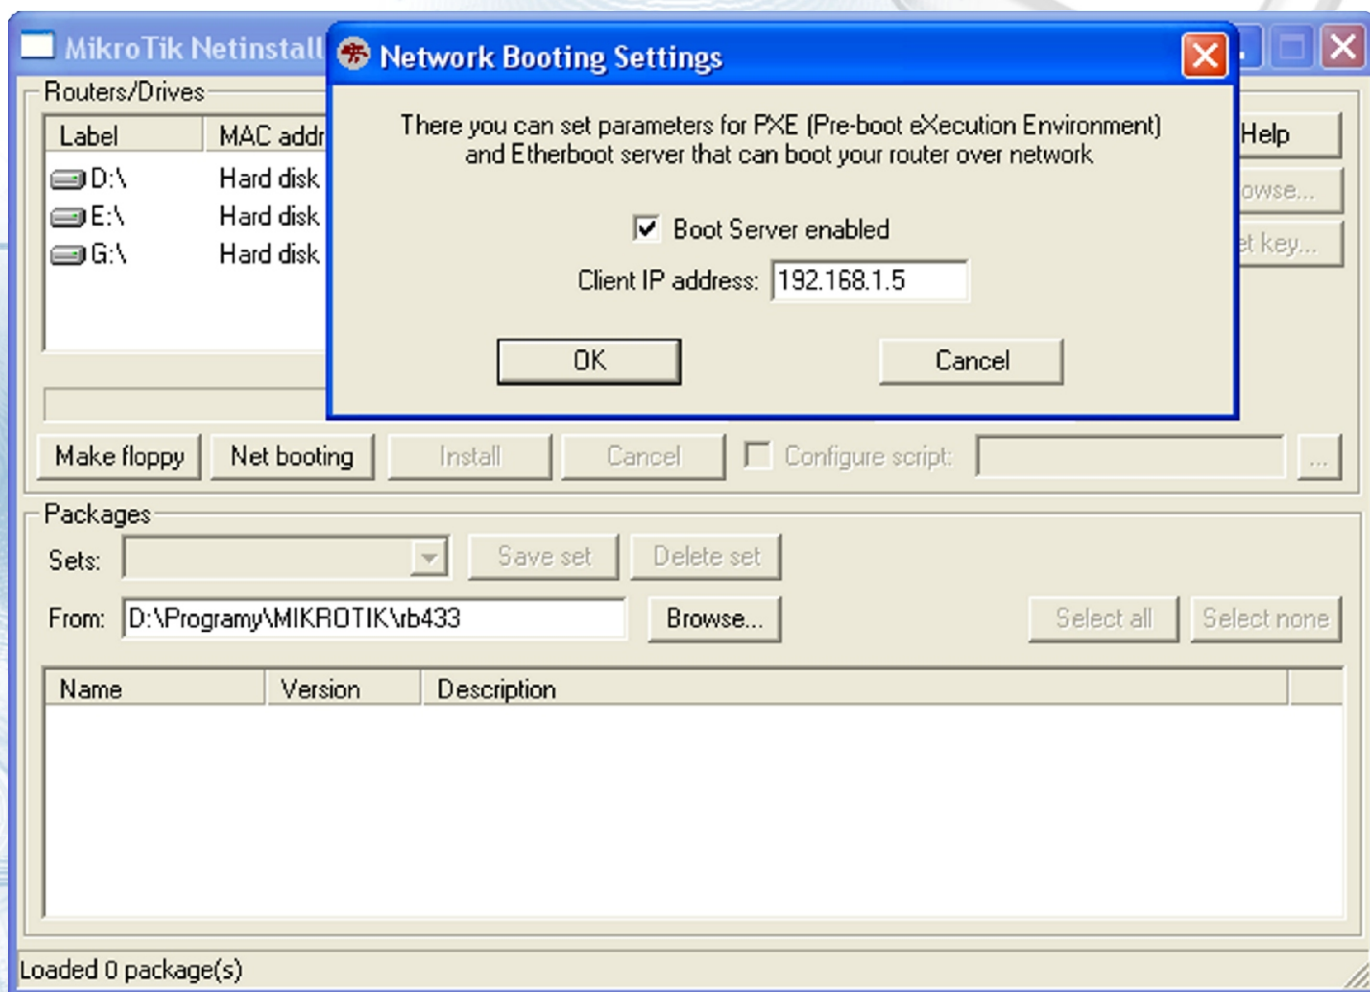 MikroTik Netinstall
Network Booting Settings
There you can set parameters for PXE (Pre-boot eXecution Environment)
and Etherboot server that can boot your router over network
Boot Server enabled
Client IP address: 192.168.1.5
OK Cancel
Routers/Drives
Label MAC addr
D:\ Hard disk
E:\ Hard disk
G:\ Hard disk
Help
owse...
et key...
Make floppy Net booting Install Cancel Configure script: ...
Packages
Sets: Save set Delete set
From: D:\Programy\MIKROTIK\rb433 Browse... Select all Select none
Name Version Description
Loaded 0 package(s)